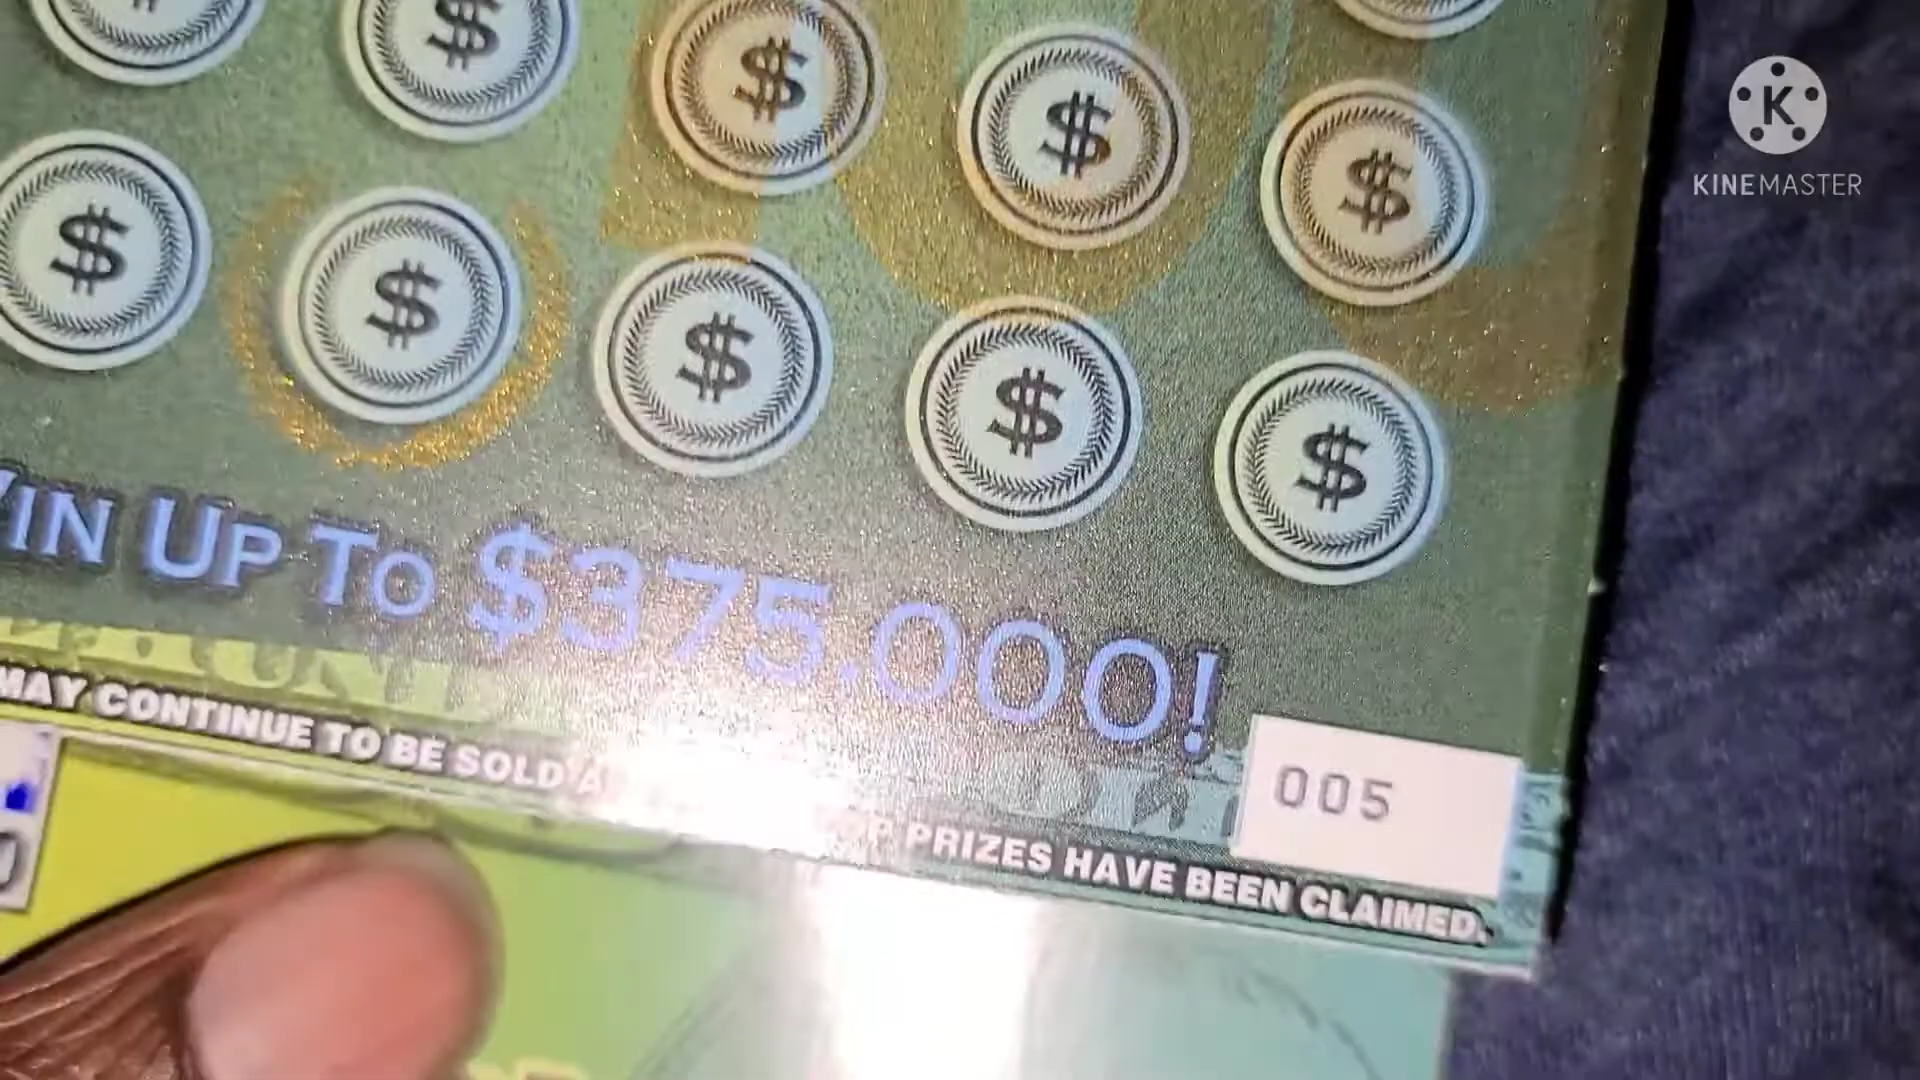 K
KINEMASTER
$ $ $ $ $
$ $ $ $ $
IN UP TO $375,000!
MAY CONTINUE TO BE SOLD A
PRIZES HAVE BEEN CLAIMED.
005